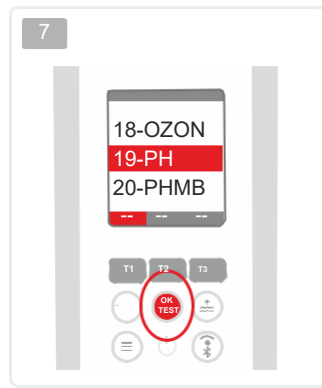 7
18-OZON
19-PH
20-PHMB
-- -- --
T1 T2 T3
OK
TEST